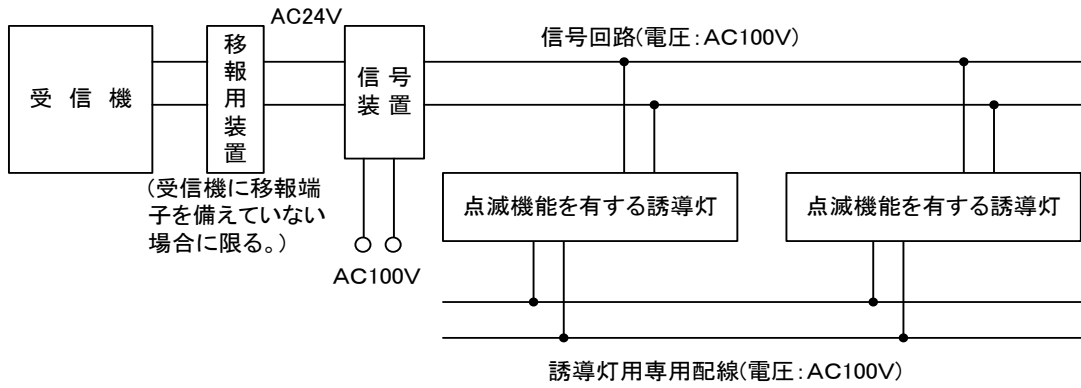 AC24V
信号回路(電圧：AC100V)
受信機
移報用装置
信号
装置
(受信機に移報端
子を備えていない
場合に限る。)
AC100V
点滅機能を有する誘導灯
点滅機能を有する誘導灯
誘導灯用専用配線(電圧：AC100V)